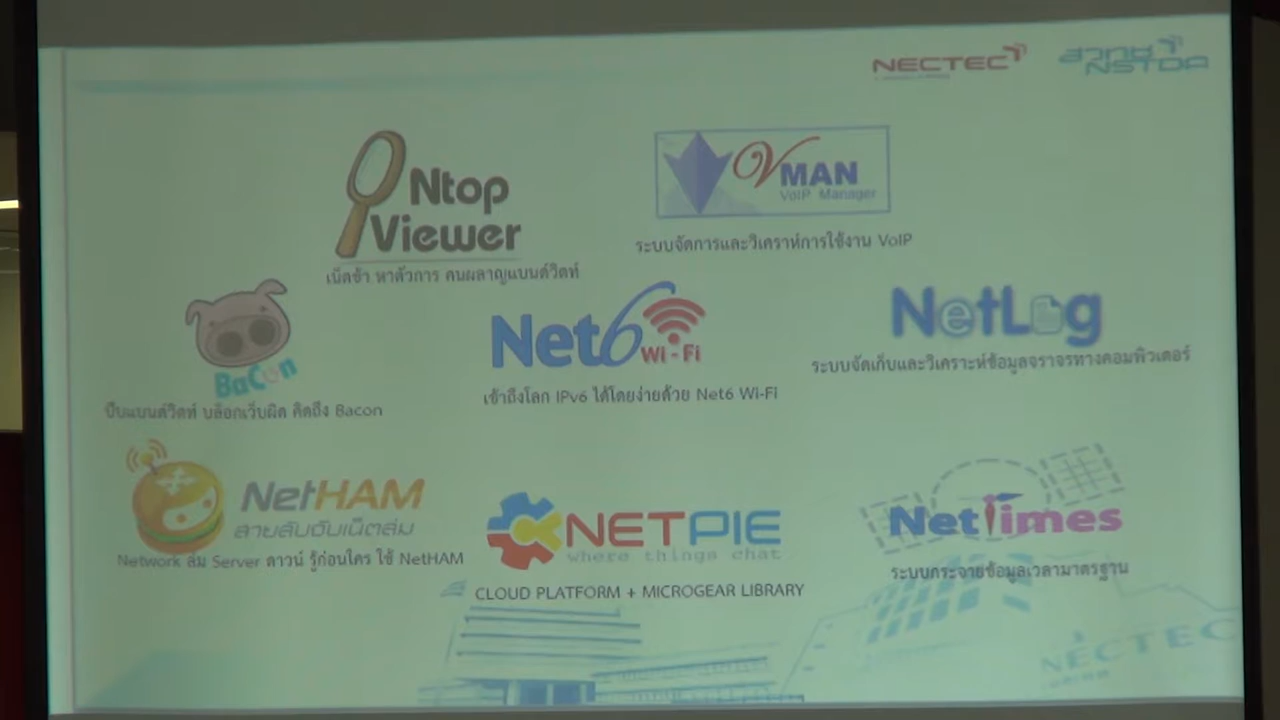 NECTEC
สวทช
NSTDA
Ntop
Viewer
เน็ตช้า หาตัวการ คนผลาญแบนด์วิดท์
VMAN
VoIP Manager
ระบบจัดการและวิเคราห์การใช้งาน VoIP
BaCon
บีบแบนด์วิดท์ บล็อกเว็บผิด คิดถึง Bacon
Net6
Wi-Fi
เข้าถึงโลก IPv6 ได้โดยง่ายด้วย Net6 Wi-Fi
NetLog
ระบบจัดเก็บและวิเคราะห์ข้อมูลจราจรทางคอมพิวเตอร์
NetHAM
สายลับจับเน็ตล่ม
Network ล่ม Server ดาวน์ รู้ก่อนใคร ใช้ NetHAM
NETPIE
where things chat
CLOUD PLATFORM + MICROGEAR LIBRARY
NetTimes
ระบบกระจายข้อมูลเวลามาตรฐาน
NECTEC